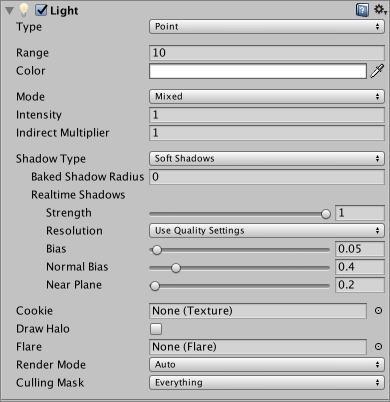 Light
Type Point
Range 10
Color
Mode Mixed
Intensity 1
Indirect Multiplier 1
Shadow Type Soft Shadows
Baked Shadow Radius 0
Realtime Shadows
Strength 1
Resolution Use Quality Settings
Bias 0.05
Normal Bias 0.4
Near Plane 0.2
Cookie None (Texture)
Draw Halo
Flare None (Flare)
Render Mode Auto
Culling Mask Everything